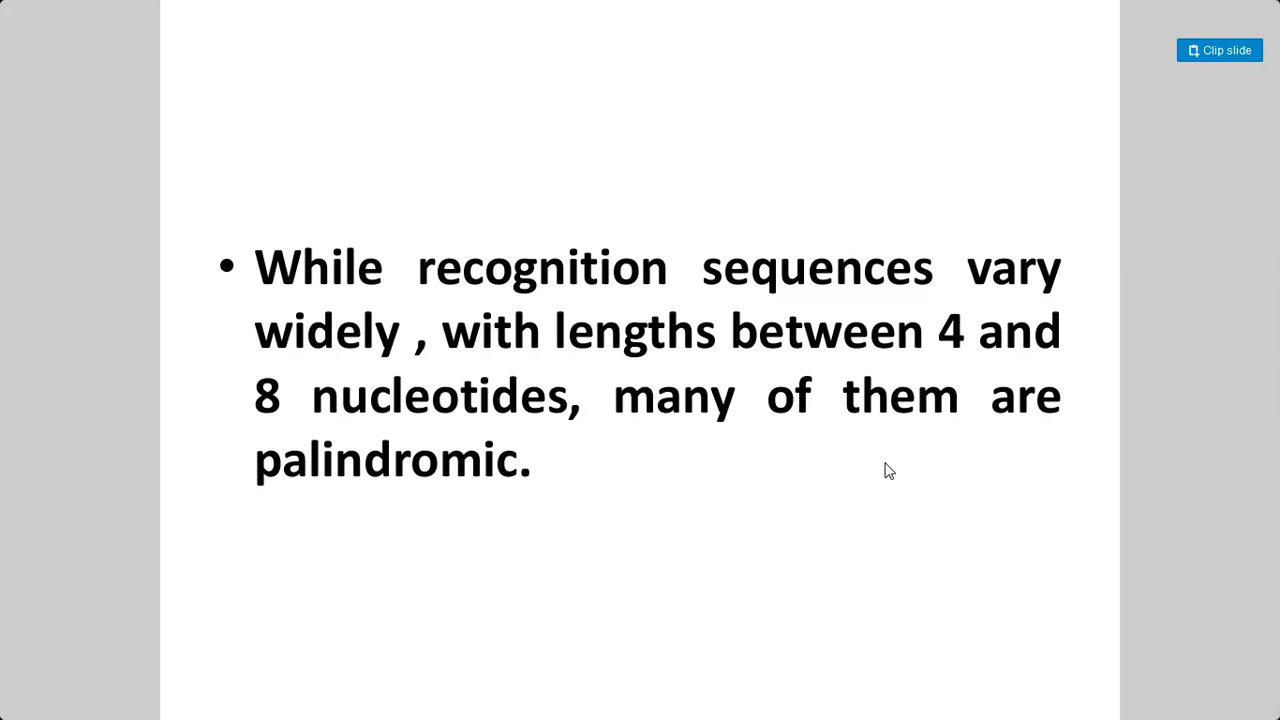 Clip slide
• While recognition sequences vary
widely , with lengths between 4 and
8 nucleotides, many of them are
palindromic.